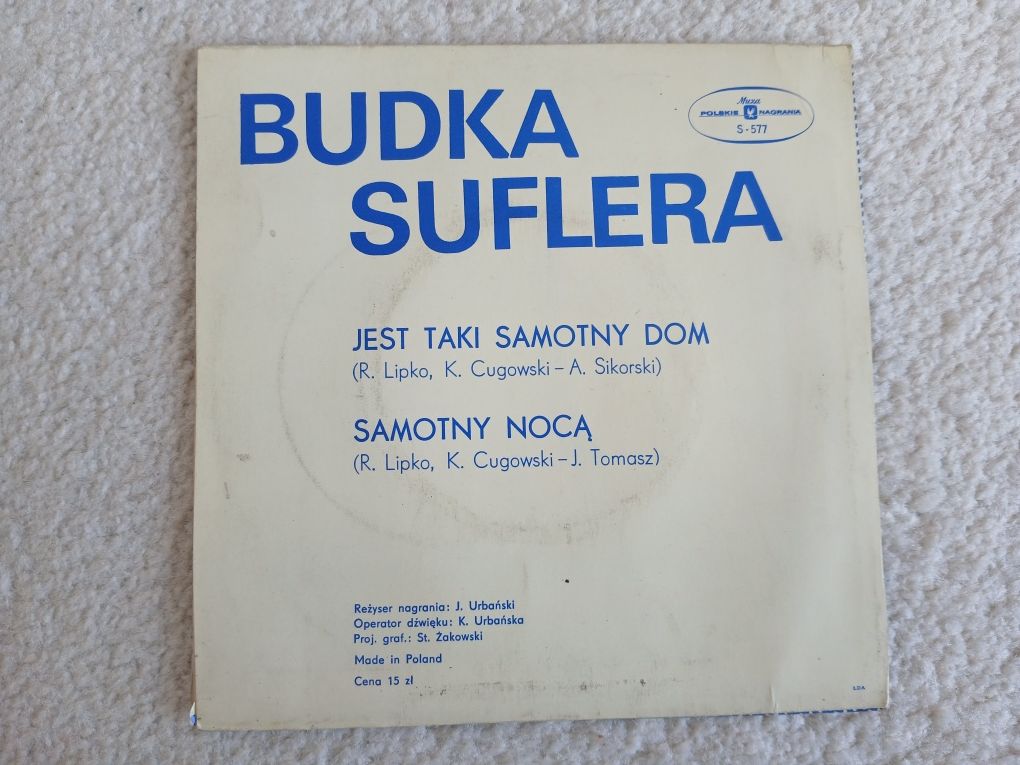 BUDKA
SUFLERA
Muza
POLSKIE NAGRANIA
S-577
JEST TAKI SAMOTNY DOM
(R. Lipko, K. Cugowski – A. Sikorski)
SAMOTNY NOCĄ
(R. Lipko, K. Cugowski – J. Tomasz)
Reżyser nagrania: J. Urbański
Operator dźwięku: K. Urbańska
Proj. graf.: St. Żakowski
Made in Poland
Cena 15 zł
LDA